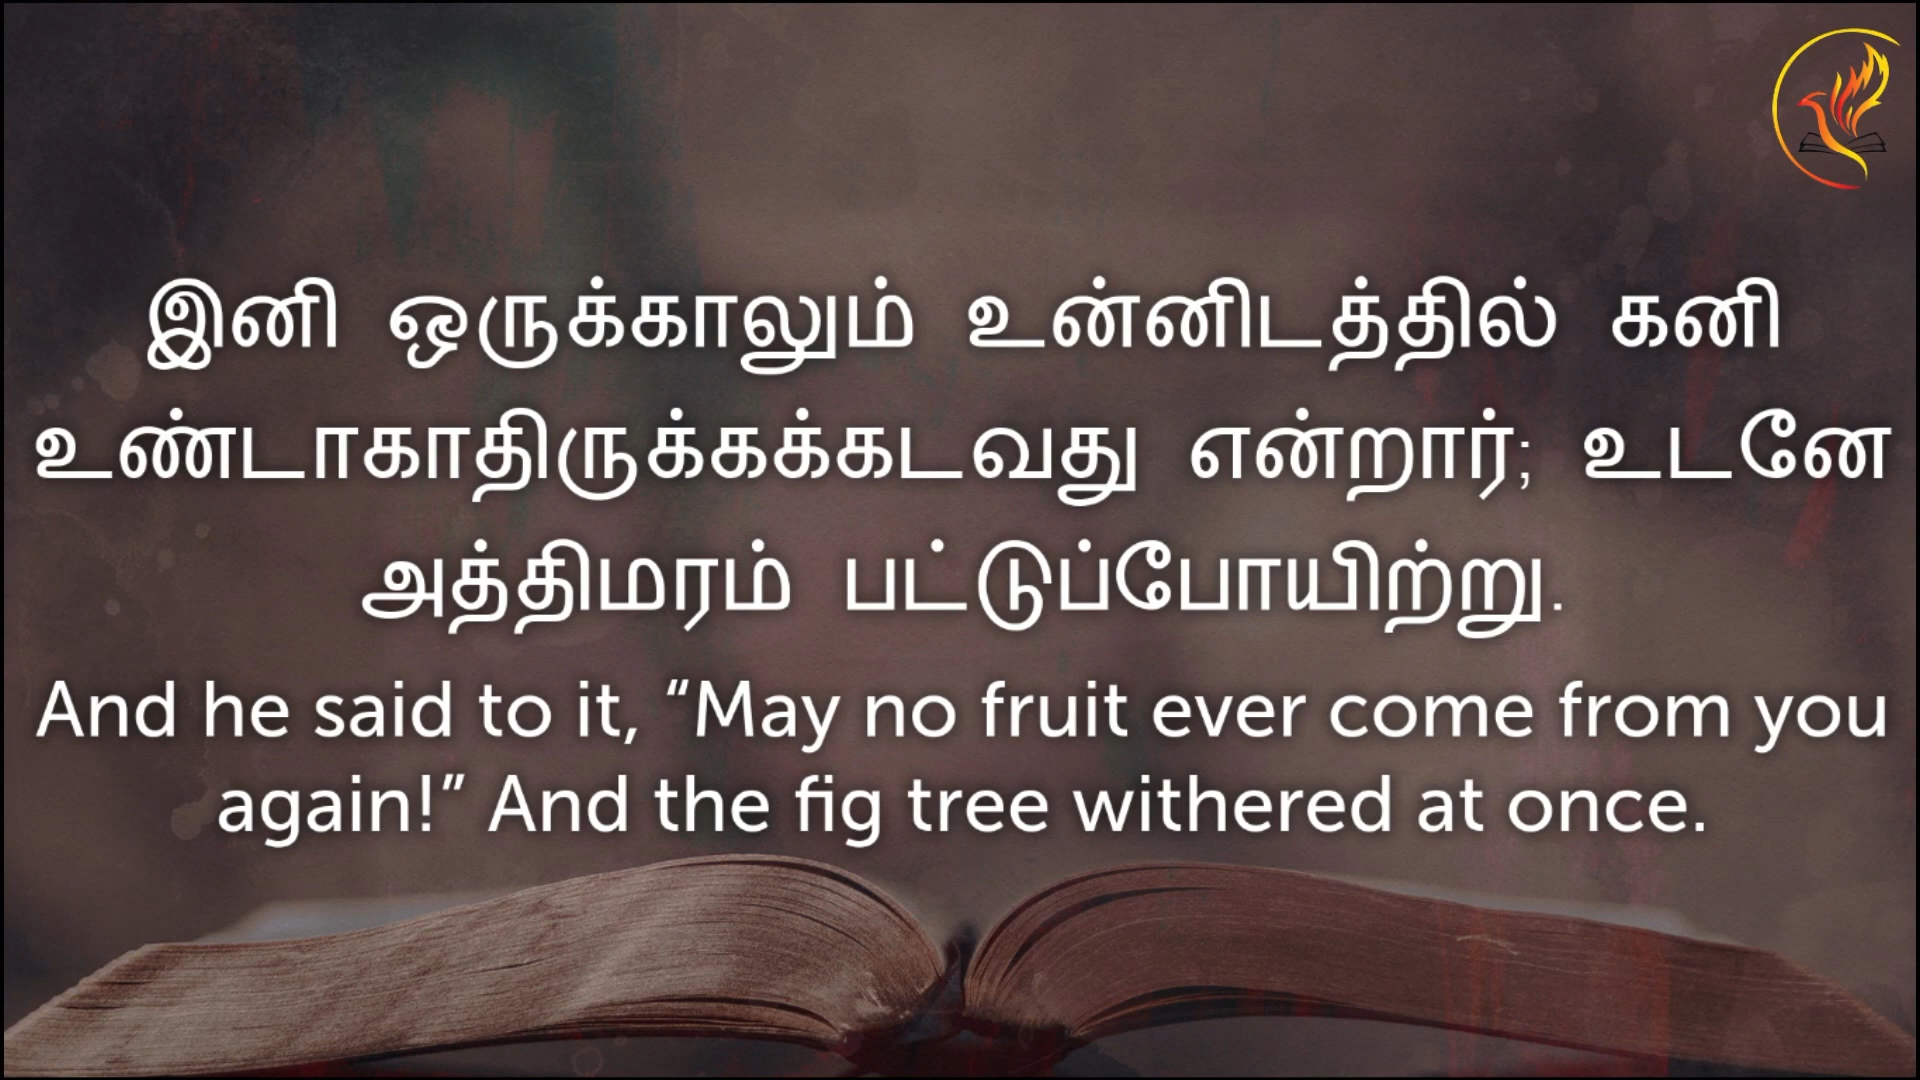 இனி ஒருக்காலும் உன்னிடத்தில் கனி
உண்டாகாதிருக்கக்கடவது என்றார்; உடனே
அத்திமரம் பட்டுப்போயிற்று.
And he said to it, “May no fruit ever come from you
again!” And the fig tree withered at once.